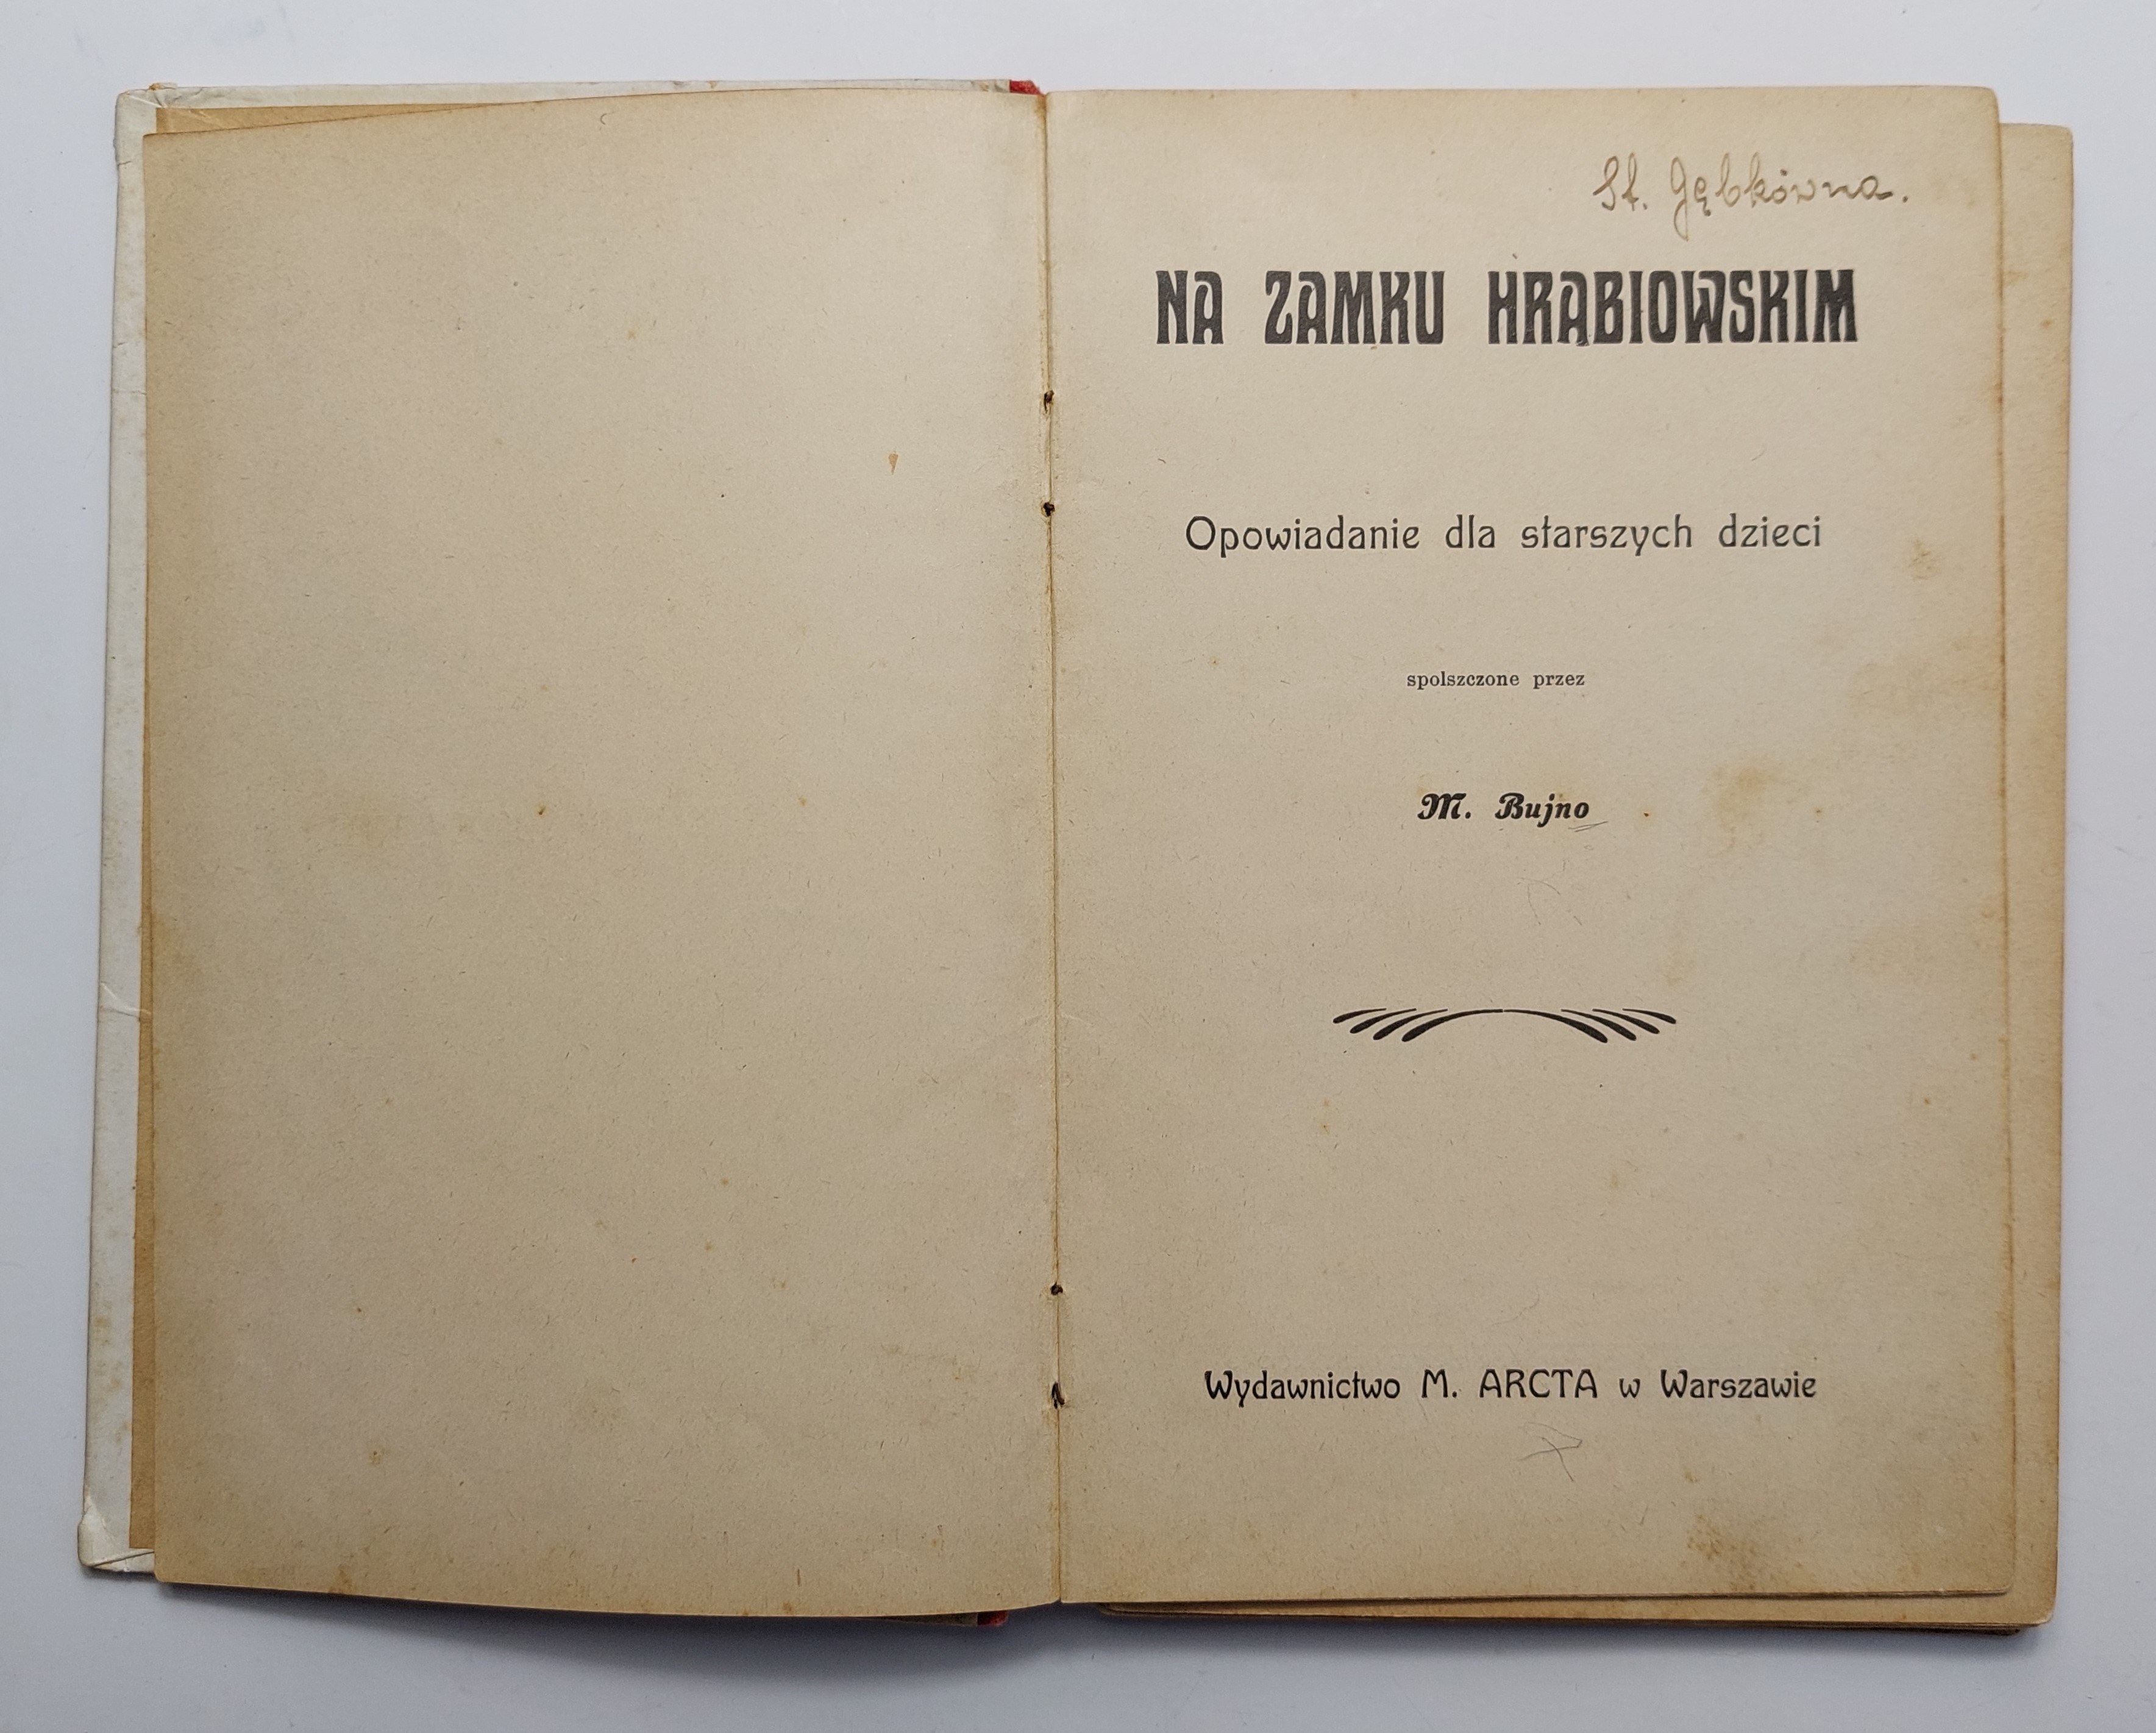 St. Gębkówna.
NA ZAMKU HRABIOWSKIM
Opowiadanie dla starszych dzieci
spolszczone przez
M. Bujno
Wydawnictwo M. ARCTA w Warszawie